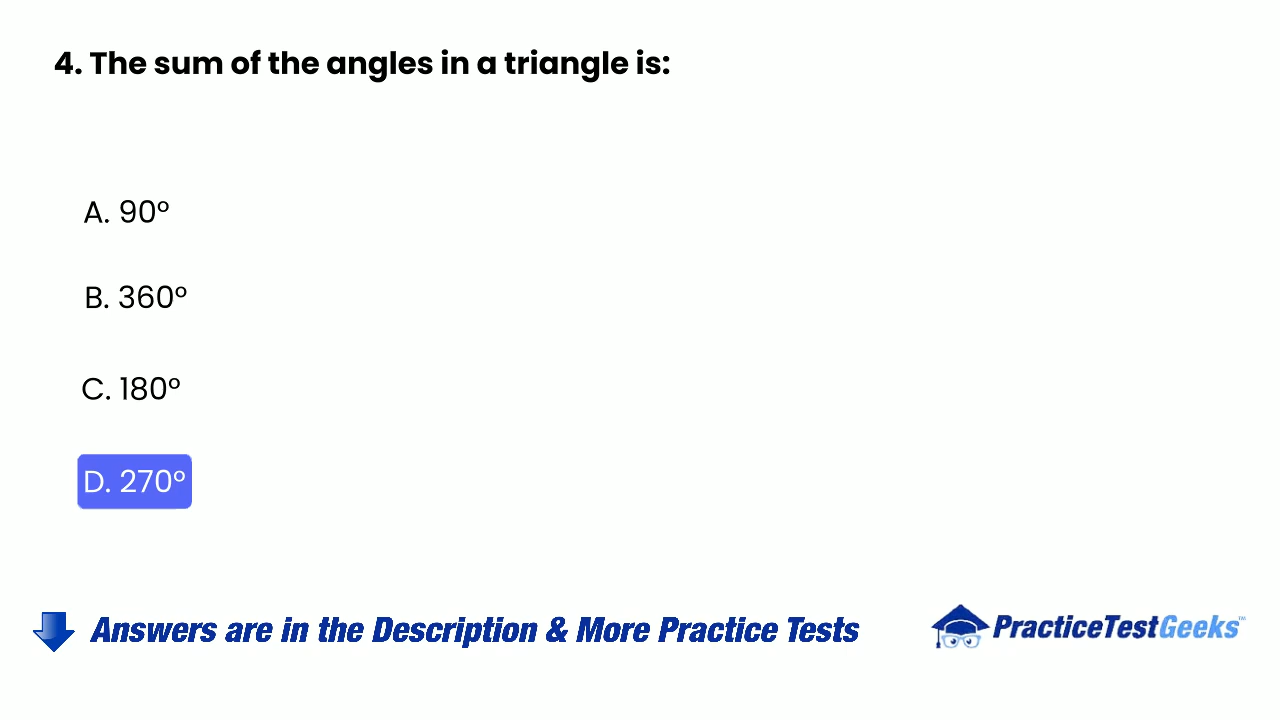 4. The sum of the angles in a triangle is:
A. 90º
B. 360º
C. 180º
D. 270º
Answers are in the Description & More Practice Tests
PracticeTestGeeks™